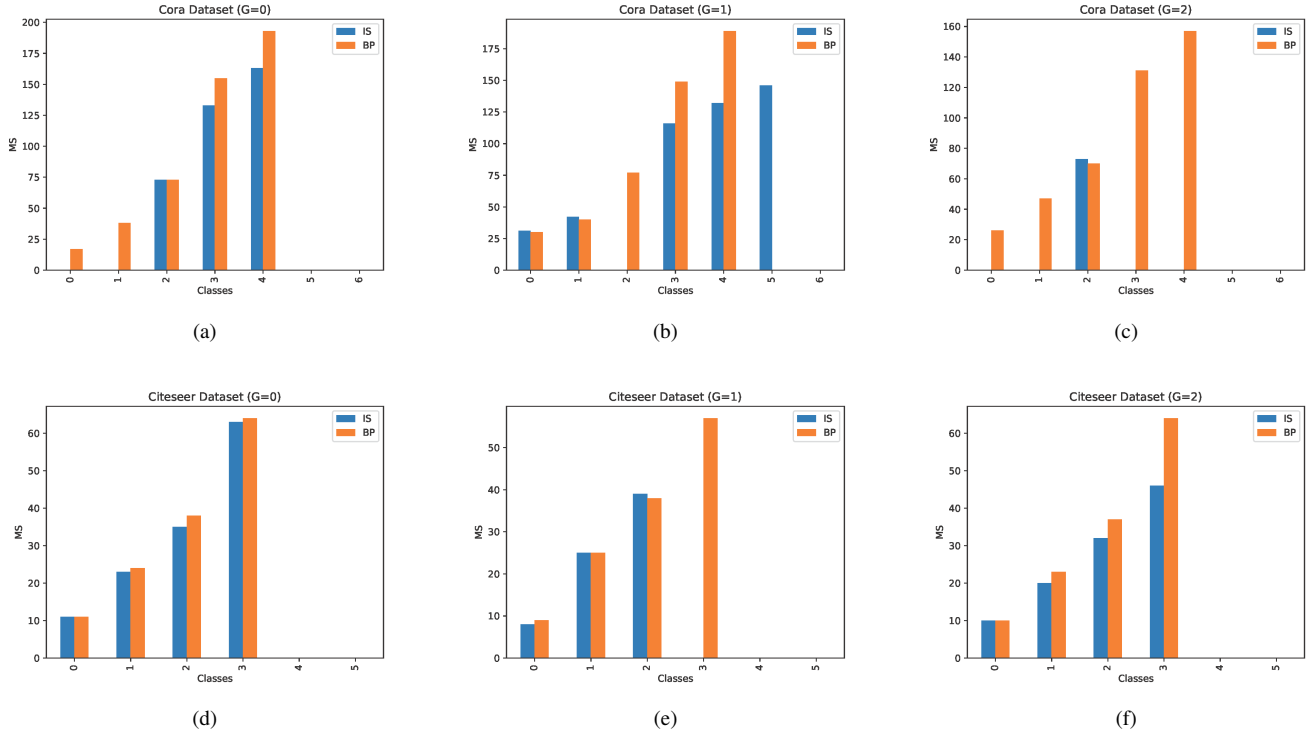 Cora Dataset (G=0)
200
175
150
125
100
75
50
25
0
MS
IS
BP
0 1 2 3 4 5 6
Classes
(a)
Cora Dataset (G=1)
175
150
125
100
75
50
25
0
MS
IS
BP
0 1 2 3 4 5 6
Classes
(b)
Cora Dataset (G=2)
160
140
120
100
80
60
40
20
0
MS
IS
BP
0 1 2 3 4 5 6
Classes
(c)
Citeseer Dataset (G=0)
60
50
40
30
20
10
0
MS
IS
BP
0 1 2 3 4 5
Classes
(d)
Citeseer Dataset (G=1)
50
40
30
20
10
0
MS
IS
BP
0 1 2 3 4 5
Classes
(e)
Citeseer Dataset (G=2)
60
50
40
30
20
10
0
MS
IS
BP
0 1 2 3 4 5
Classes
(f)